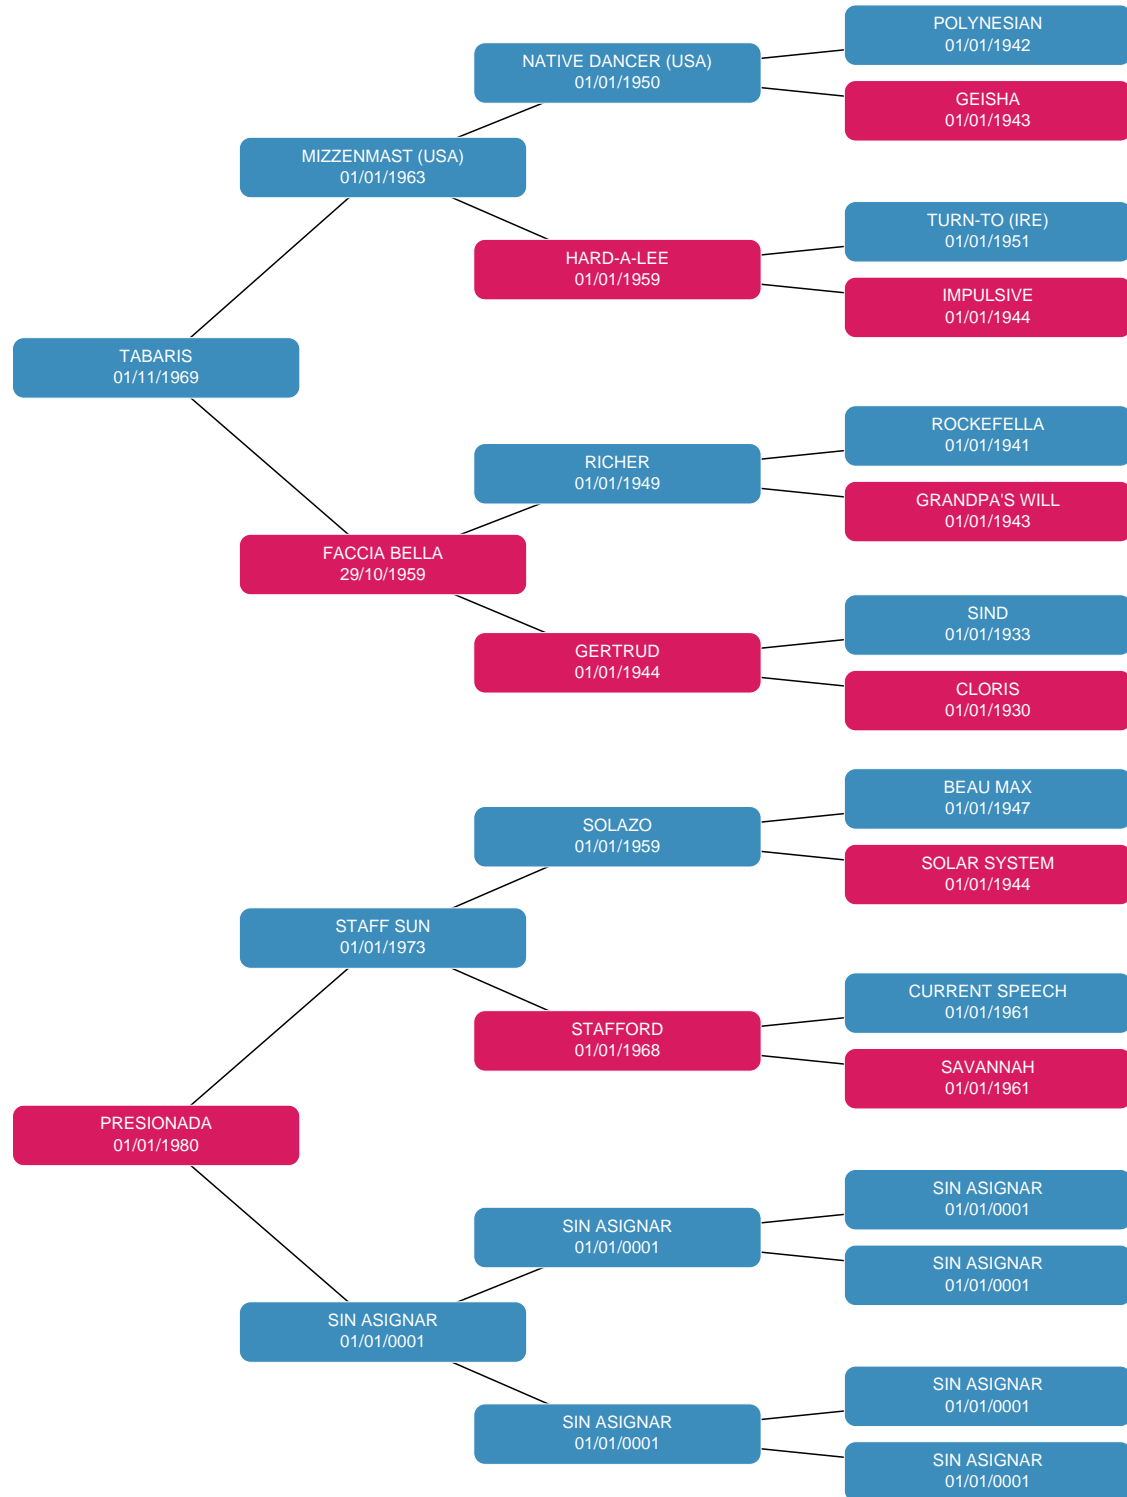 POLYNESIAN
01/01/1942
NATIVE DANCER (USA)
01/01/1950
GEISHA
01/01/1943
MIZZENMAST (USA)
01/01/1963
TURN-TO (IRE)
01/01/1951
HARD-A-LEE
01/01/1959
IMPULSIVE
01/01/1944
TABARIS
01/11/1969
ROCKEFELLA
01/01/1941
RICHER
01/01/1949
GRANDPA'S WILL
01/01/1943
FACCIA BELLA
29/10/1959
SIND
01/01/1933
GERTRUD
01/01/1944
CLORIS
01/01/1930
BEAU MAX
01/01/1947
SOLAZO
01/01/1959
SOLAR SYSTEM
01/01/1944
STAFF SUN
01/01/1973
CURRENT SPEECH
01/01/1961
STAFFORD
01/01/1968
SAVANNAH
01/01/1961
PRESIONADA
01/01/1980
SIN ASIGNAR
01/01/0001
SIN ASIGNAR
01/01/0001
SIN ASIGNAR
01/01/0001
SIN ASIGNAR
01/01/0001
SIN ASIGNAR
01/01/0001
SIN ASIGNAR
01/01/0001
SIN ASIGNAR
01/01/0001